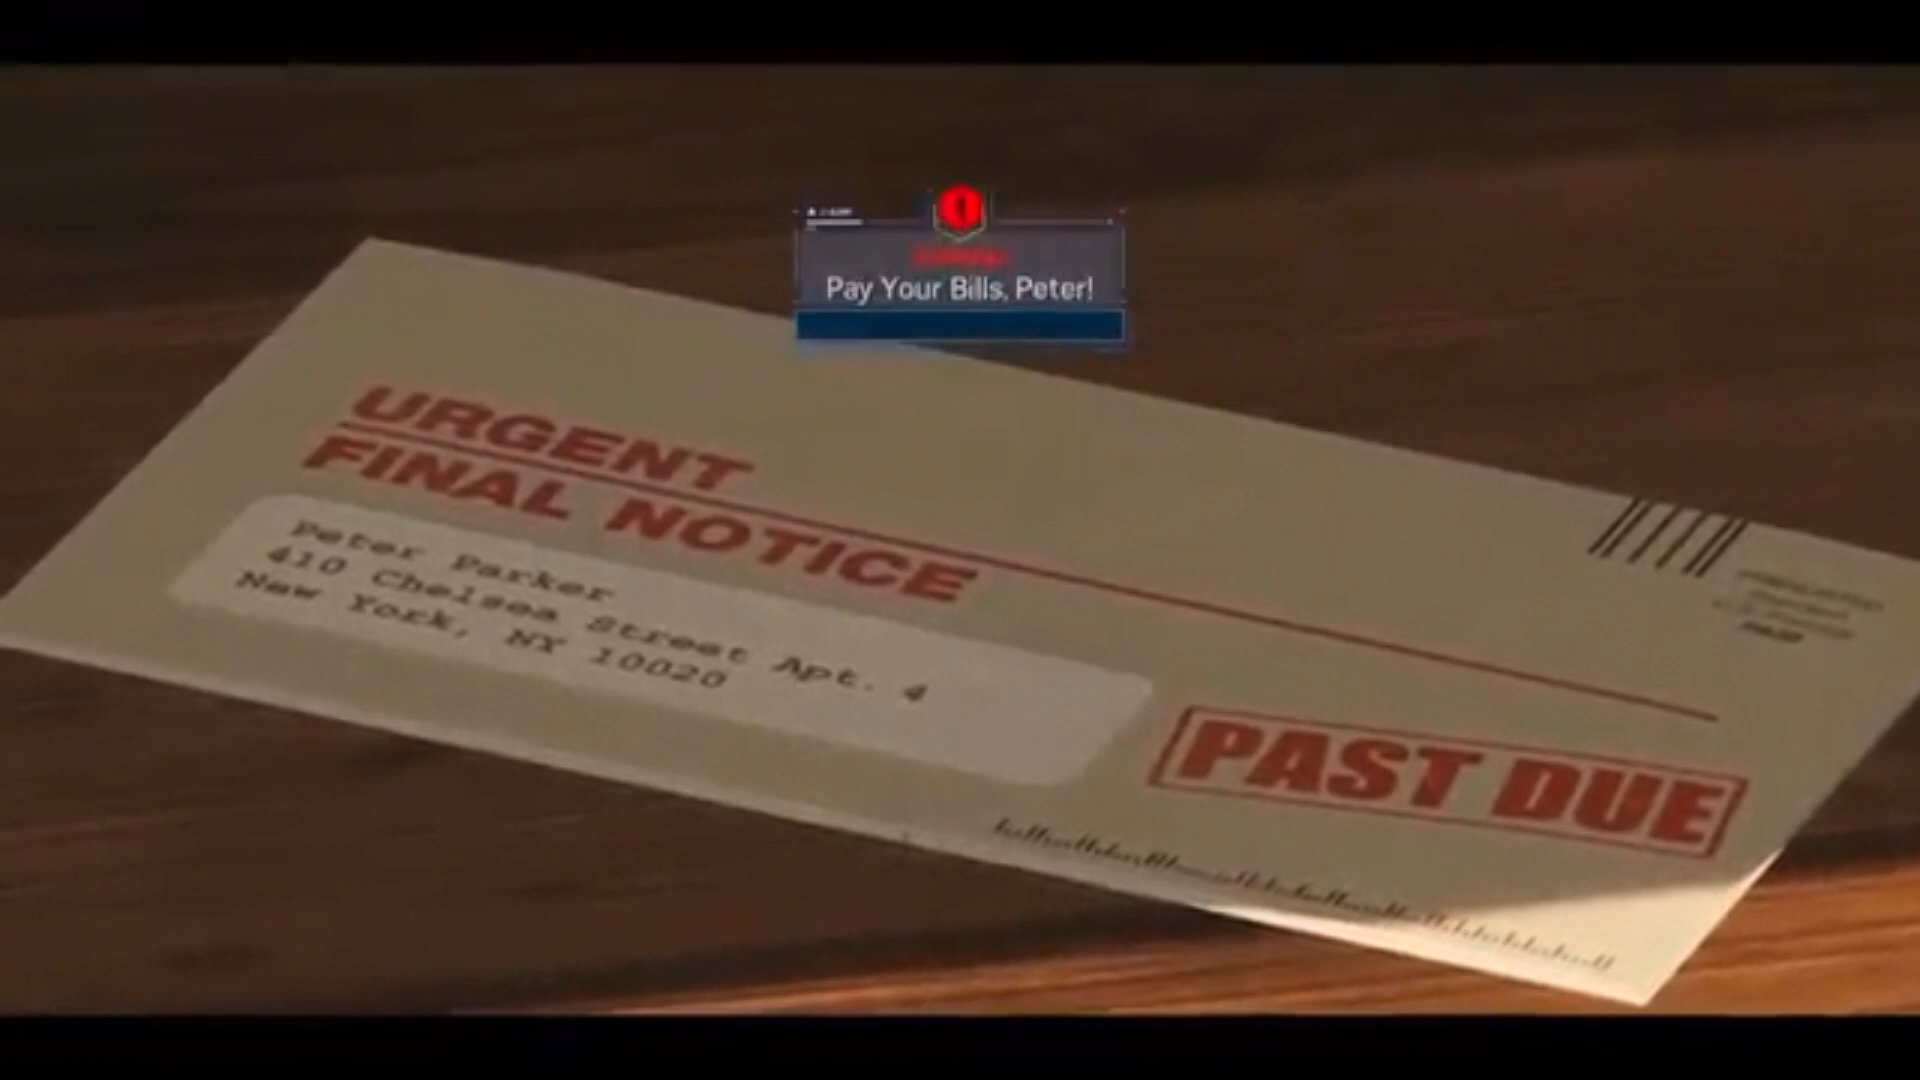 Pay Your Bills, Peter!
URGENT
FINAL NOTICE
Peter Parker
410 Chelsea Street Apt. 4
New York, NY 10020
PAST DUE